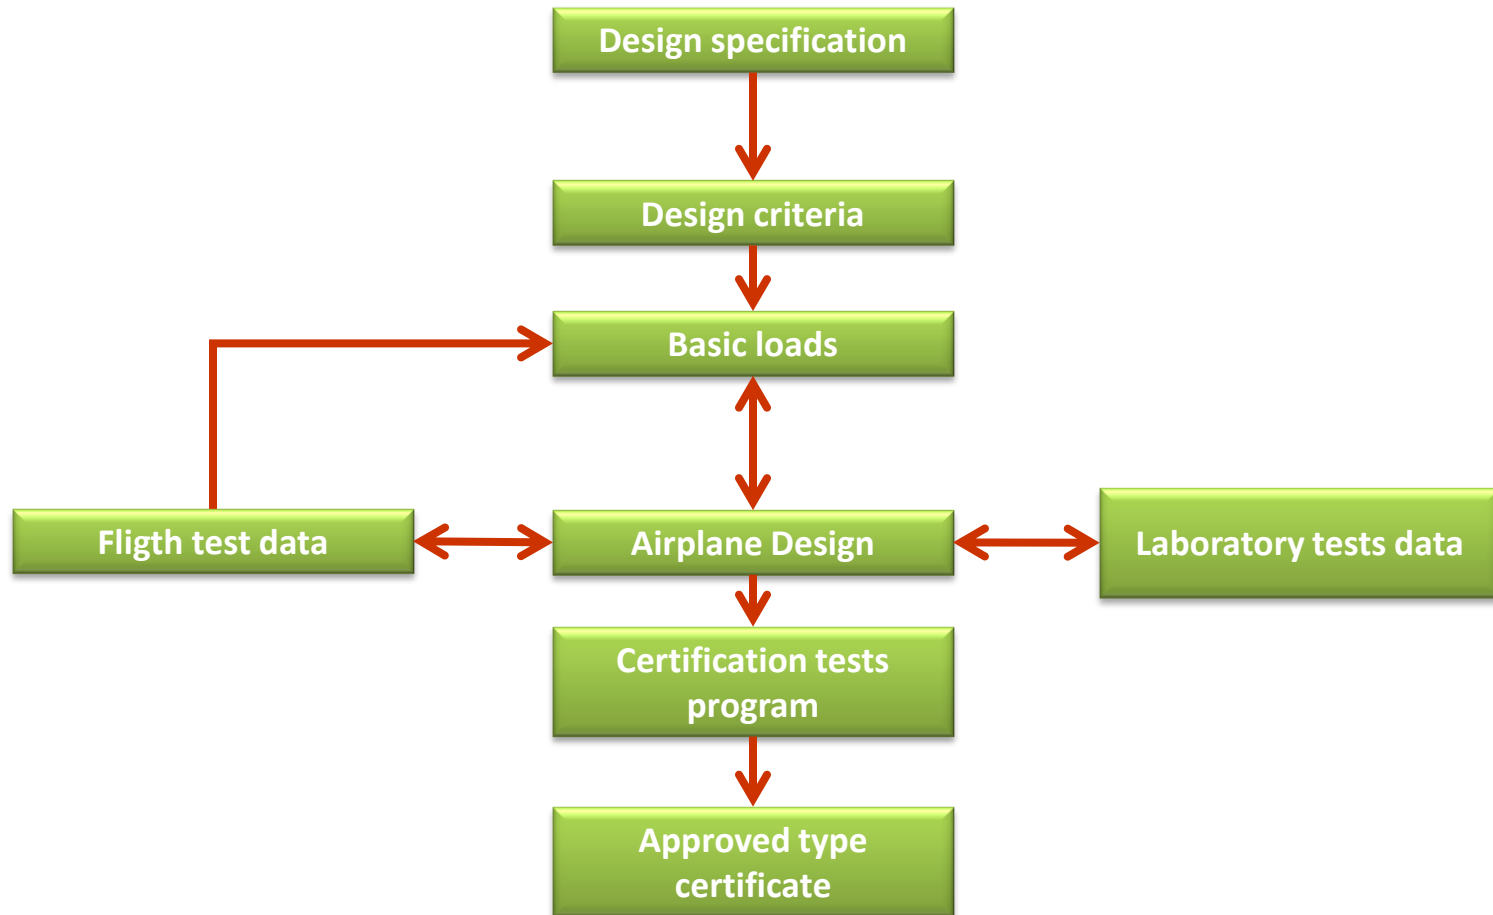 Design specification
Design criteria
Basic loads
Fligth test data
Airplane Design
Laboratory tests data
Certification tests
program
Approved type
certificate